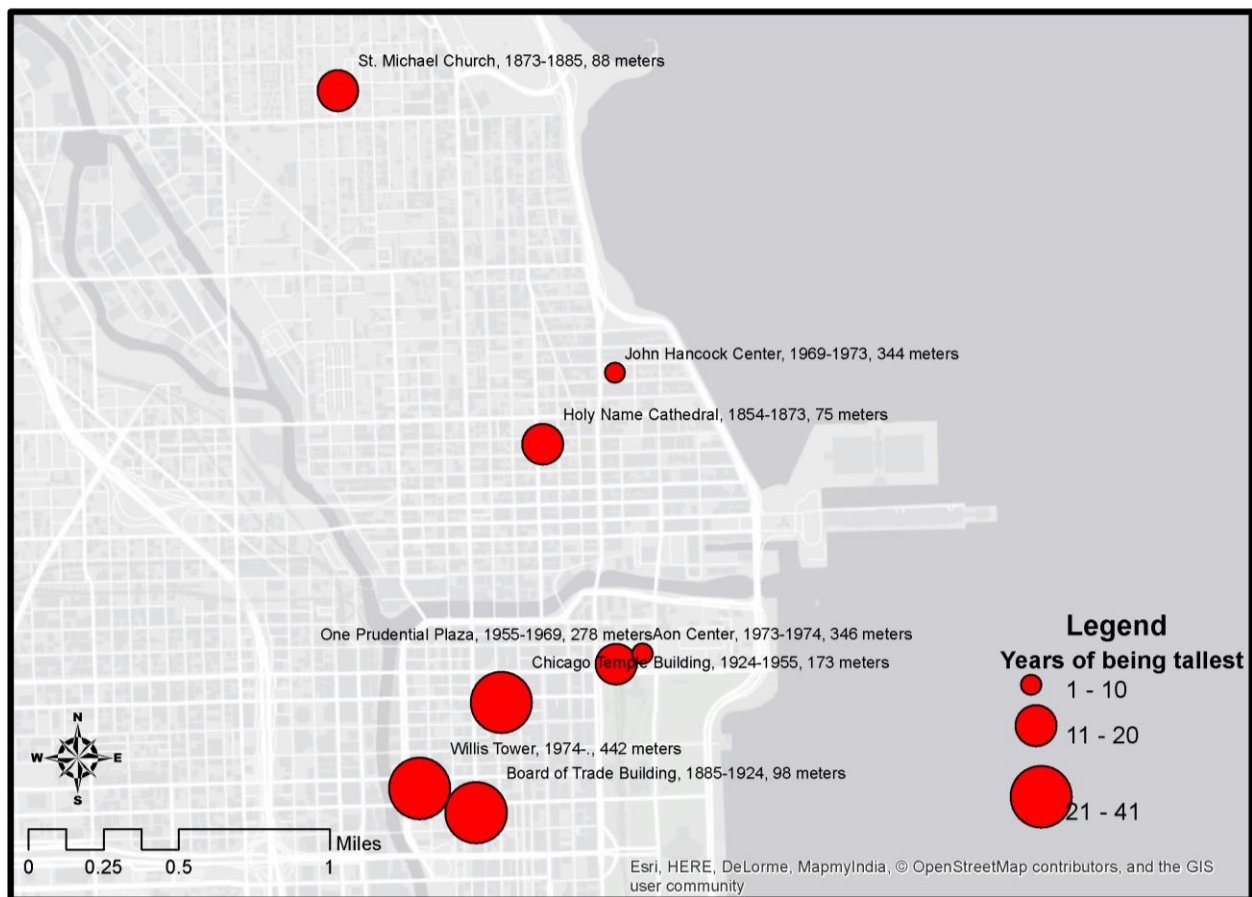 St. Michael Church, 1873-1885, 88 meters
John Hancock Center, 1969-1973, 344 meters
Holy Name Cathedral, 1854-1873, 75 meters
One Prudential Plaza, 1955-1969, 278 meters
Aon Center, 1973-1974, 346 meters
Chicago Temple Building, 1924-1955, 173 meters
Willis Tower, 1974-., 442 meters
Board of Trade Building, 1885-1924, 98 meters
Legend
Years of being tallest
1 - 10
11 - 20
21 - 41
N
W
E
S
Miles
0 0.25 0.5 1
Esri, HERE, DeLorme, MapmyIndia, © OpenStreetMap contributors, and the GIS
user community